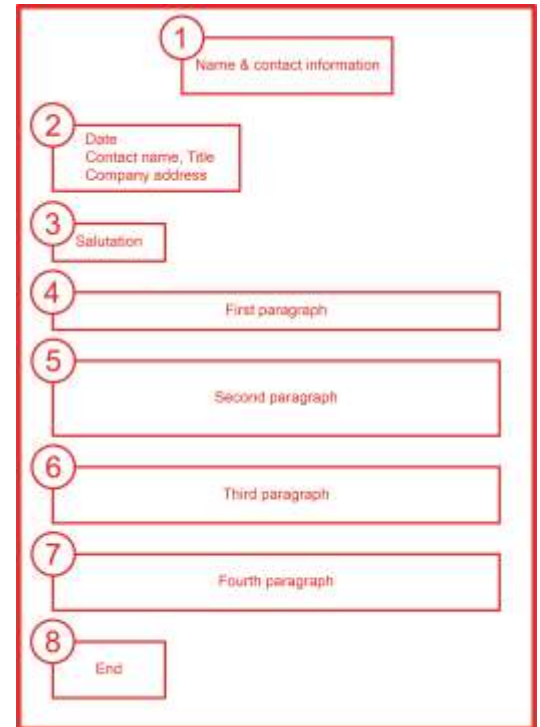 1
Name & contact information
2
Date
Contact name, Title
Company address
3
Salutation
4
First paragraph
5
Second paragraph
6
Third paragraph
7
Fourth paragraph
8
End